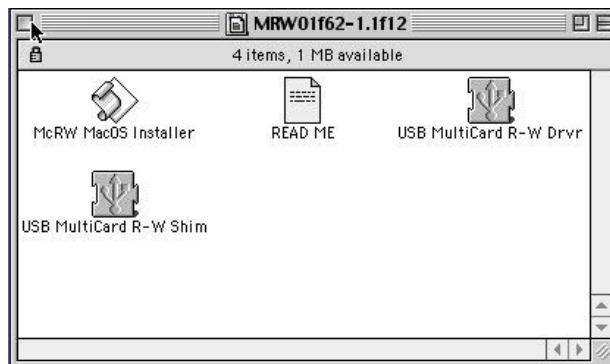 MRW01f62-1.1f12
4 items, 1 MB available
McRW MacOS Installer
READ ME
USB MultiCard R-W Drvr
USB MultiCard R-W Shim